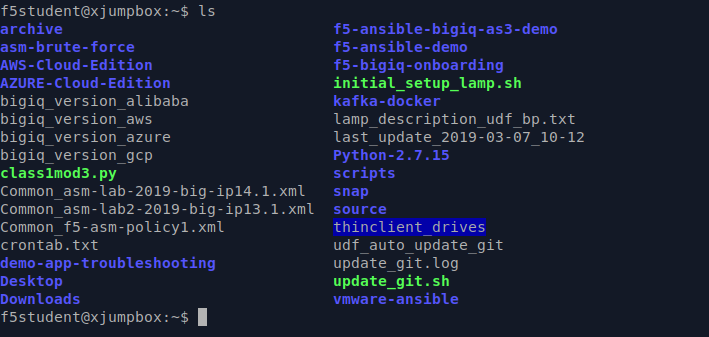 f5student@xjumpbox:~$ ls
archive f5-ansible-bigiq-as3-demo
asm-brute-force f5-ansible-demo
AWS-Cloud-Edition f5-bigiq-onboarding
AZURE-Cloud-Edition initial_setup_lamp.sh
bigiq_version_alibaba kafka-docker
bigiq_version_aws lamp_description_udf_bp.txt
bigiq_version_azure last_update_2019-03-07_10-12
bigiq_version_gcp Python-2.7.15
class1mod3.py scripts
Common_asm-lab-2019-big-ip14.1.xml snap
Common_asm-lab2-2019-big-ip13.1.xml source
Common_f5-asm-policy1.xml thinclient_drives
crontab.txt udf_auto_update_git
demo-app-troubleshooting update_git.log
Desktop update_git.sh
Downloads vmware-ansible
f5student@xjumpbox:~$